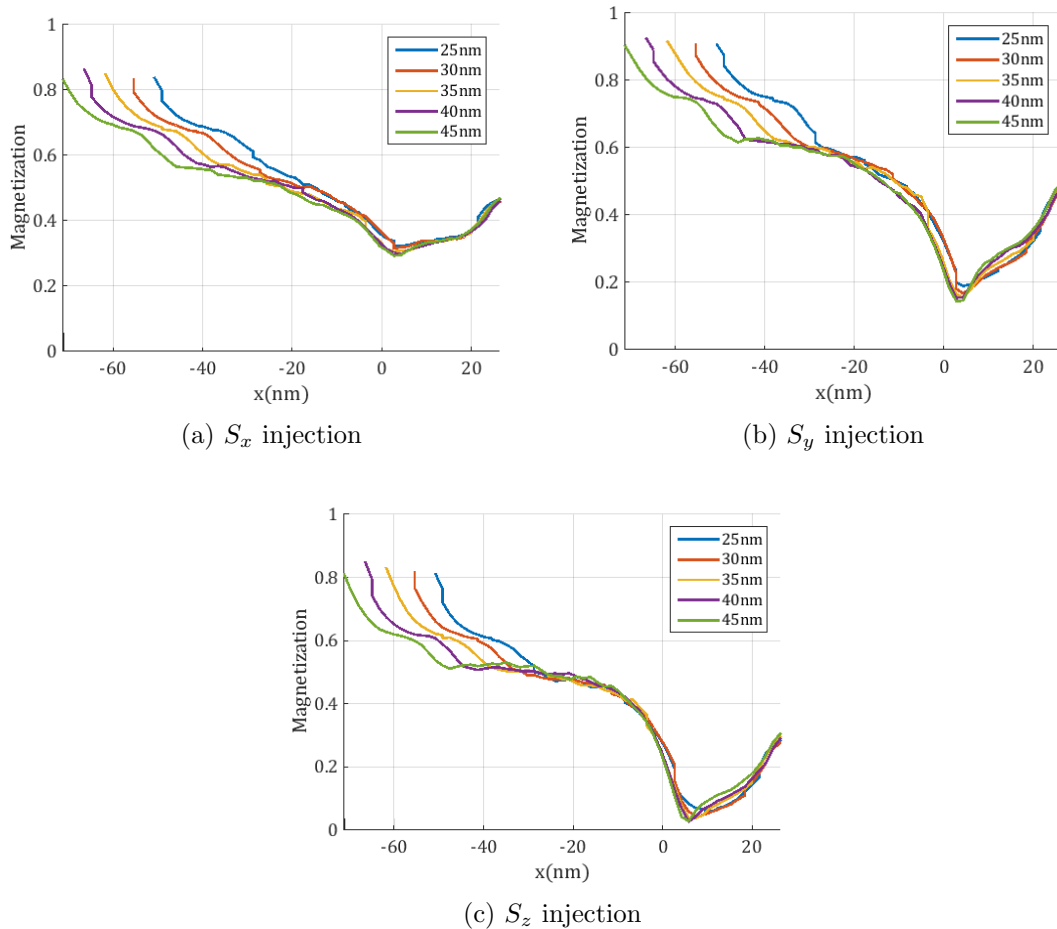 1
0.8
0.6
0.4
0.2
0
Magnetization
-60 -40 -20 0 20
x(nm)
25nm
30nm
35nm
40nm
45nm
(a) S_x injection
1
0.8
0.6
0.4
0.2
0
Magnetization
-60 -40 -20 0 20
x(nm)
25nm
30nm
35nm
40nm
45nm
(b) S_y injection
1
0.8
0.6
0.4
0.2
0
Magnetization
-60 -40 -20 0 20
x(nm)
25nm
30nm
35nm
40nm
45nm
(c) S_z injection